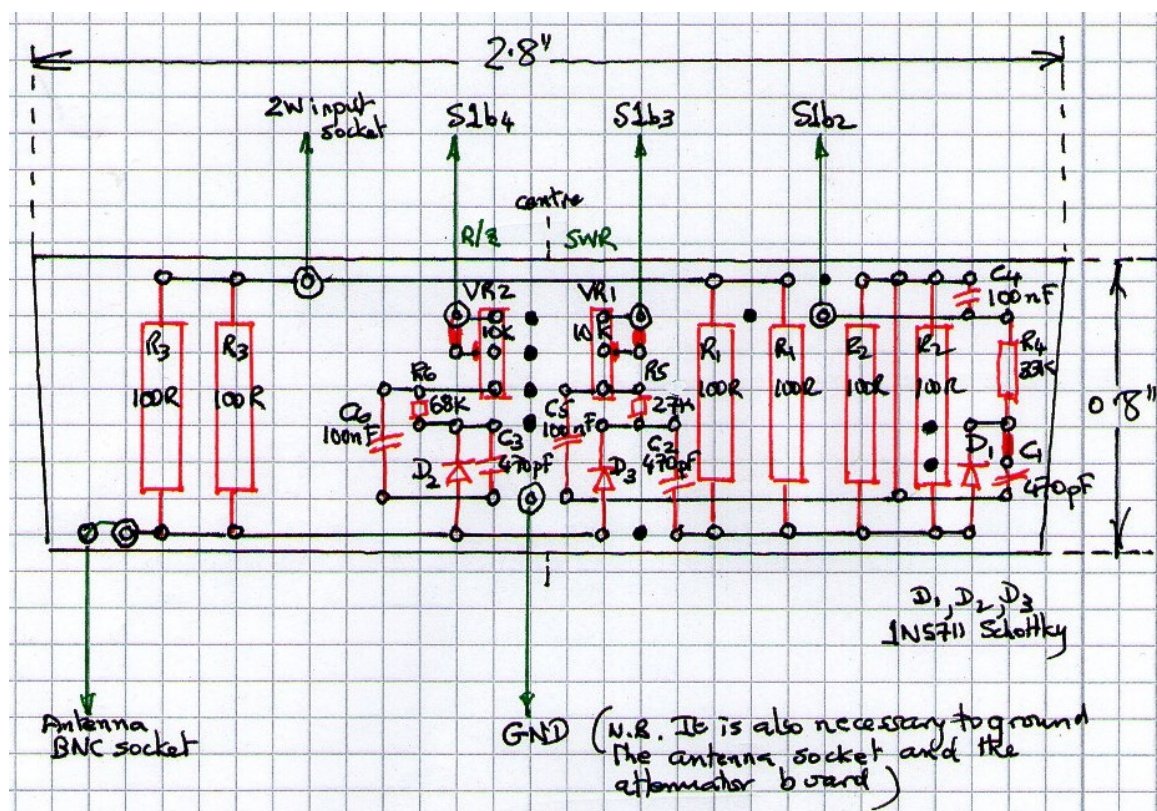 2.8"
2W input
socket
S1b4
S1b3
S1b2
centre
R/Z
SWR
VR2
10K
VR1
10K
C4
100nF
R3
100R
R3
100R
R1
100R
R1
100R
R2
100R
R2
100R
R4
33K
0.8"
R6
68K
R5
27K
C6
100nF
C3
470pF
C5
100nF
C2
470pF
D2
D3
D1
C1
470pF
D1, D2, D3
1N5711 Schottky
Antenna
BNC socket
GND (N.B. It is also necessary to ground
the antenna socket and the
attenuator board)